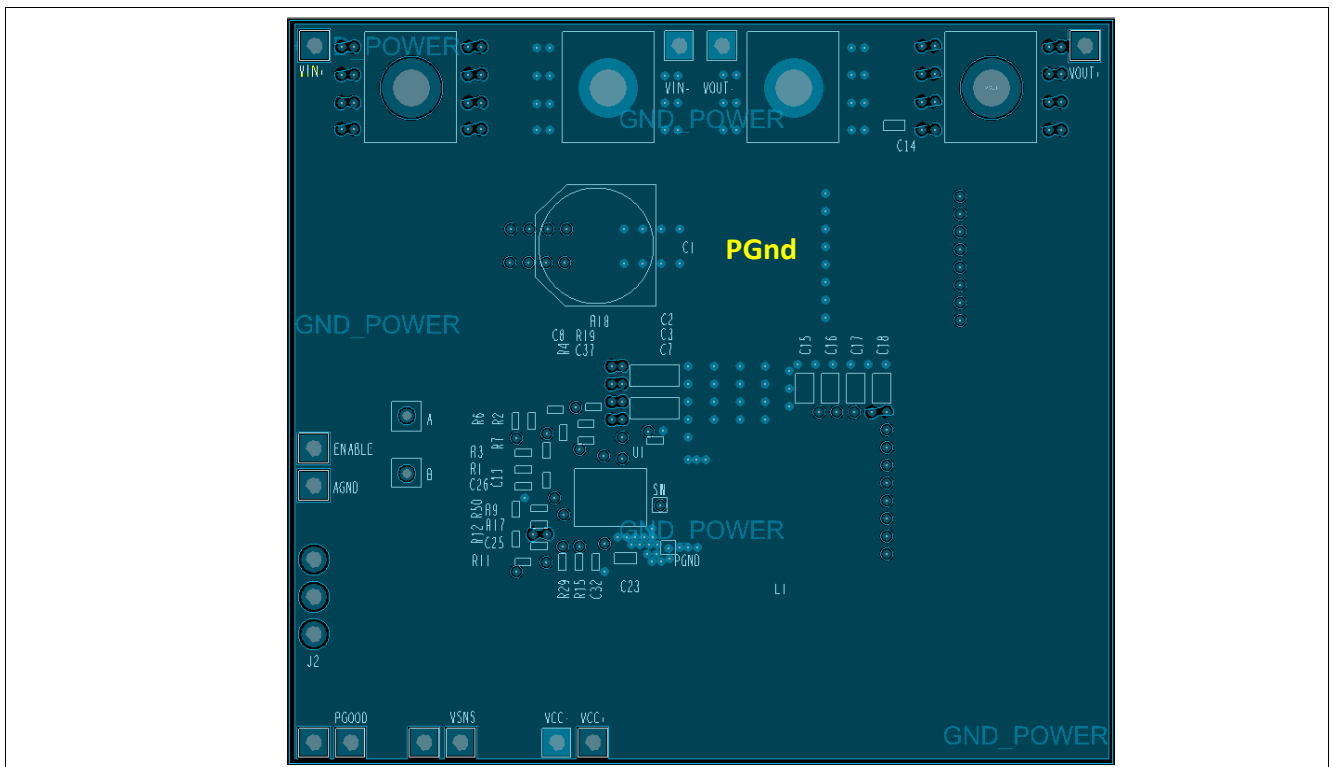 GND_POWER
VIN+
VIN-
VOUT-
VOUT+
GND_POWER
C14
C1
PGnd
GND_POWER
R18
C2
C8
R19
C3
R4
C37
C7
C15
C16
C17
C18
R6
R2
A
ENABLE
R7
R3
U1
B
R1
C11
AGND
C26
SW
R50
R9
R17
GND_POWER
R12
C25
R11
PGND
R29
R15
C32
C23
L1
J2
PGOOD
VSNS
VCC-
VCC+
GND_POWER